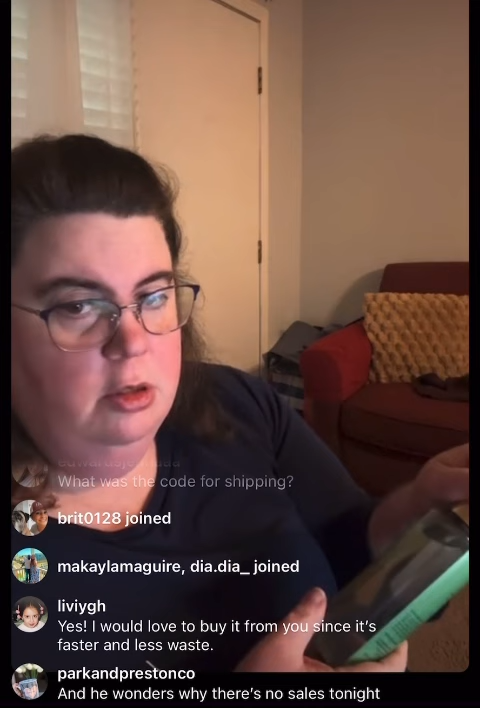 What was the code for shipping?
brit0128 joined
makaylamaguire, dia.dia_ joined
liviygh
Yes! I would love to buy it from you since it's
faster and less waste.
parkandprestonco
And he wonders why there's no sales tonight